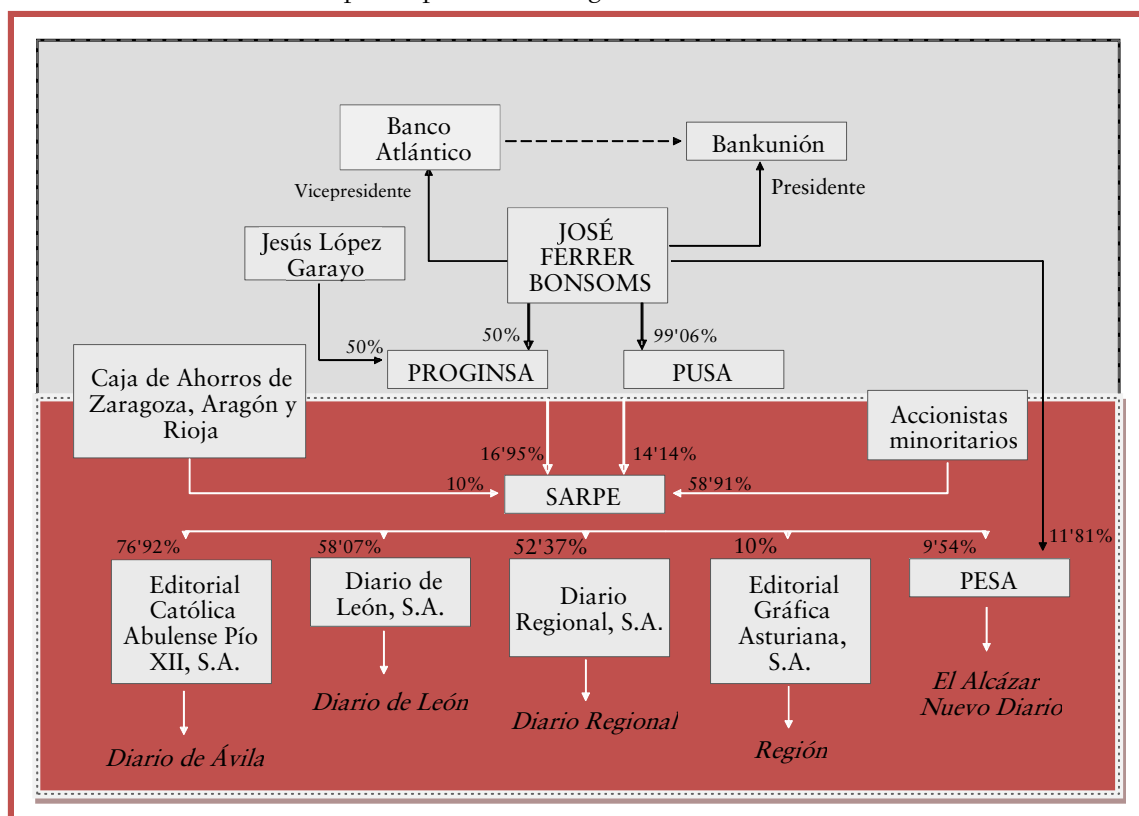 Banco
Atlántico
Bankunión
Vicepresidente
Presidente
JOSÉ
FERRER
BONSOMS
Jesús López
Garayo
50%
50%
99'06%
PROGINSA
PUSA
Caja de Ahorros de
Zaragoza, Aragón y
Rioja
Accionistas
minoritarios
16'95%
14'14%
10%
SARPE
58'91%
76'92%
58'07%
52'37%
10%
9'54%
11'81%
Editorial
Católica
Abulense Pío
XII, S.A.
Diario de
León, S.A.
Diario
Regional, S.A.
Editorial
Gráfica
Asturiana,
S.A.
PESA
Diario de Ávila
Diario de León
Diario Regional
Región
El Alcázar
Nuevo Diario